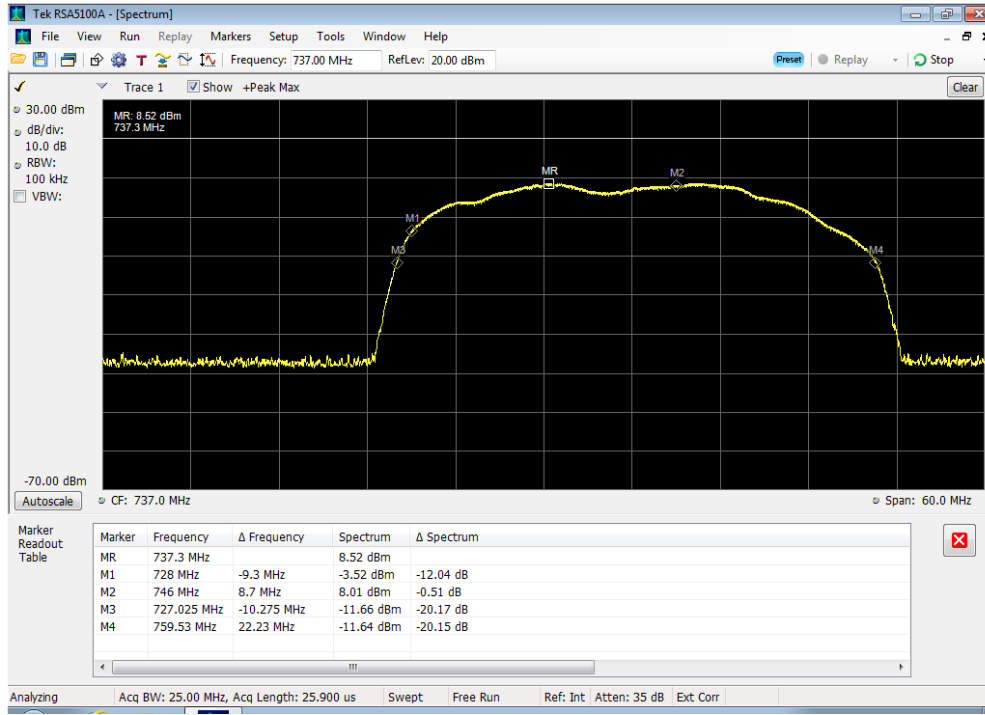 Tek RSA5100A - [Spectrum]
File View Run Replay Markers Setup Tools Window Help
T Frequency: 737.00 MHz RefLev: 20.00 dBm Preset Replay Stop
Trace 1 Show +Peak Max Clear
30.00 dBm
dB/div:
10.0 dB
RBW:
100 kHz
VBW:
MR: 8.52 dBm
737.3 MHz
MR
M2
M1
M3
M4
-70.00 dBm
Autoscale CF: 737.0 MHz Span: 60.0 MHz
Marker
Readout
Table
Marker Frequency Δ Frequency Spectrum Δ Spectrum
MR 737.3 MHz 8.52 dBm
M1 728 MHz -9.3 MHz -3.52 dBm -12.04 dB
M2 746 MHz 8.7 MHz 8.01 dBm -0.51 dB
M3 727.025 MHz -10.275 MHz -11.66 dBm -20.17 dB
M4 759.53 MHz 22.23 MHz -11.64 dBm -20.15 dB
Analyzing Acq BW: 25.00 MHz, Acq Length: 25.900 us Swept Free Run Ref: Int Atten: 35 dB Ext Corr